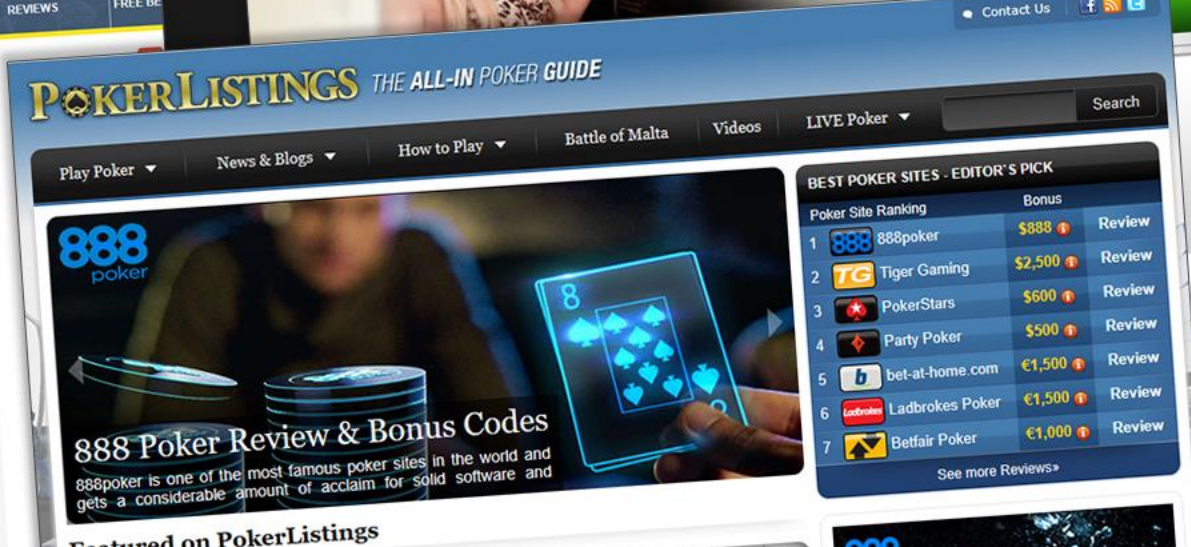 REVIEWS
FREE BE
Contact Us
POKERLISTINGS THE ALL-IN POKER GUIDE
Play Poker
News & Blogs
How to Play
Battle of Malta
Videos
LIVE Poker
Search
888
poker
8
888 Poker Review & Bonus Codes
888poker is one of the most famous poker sites in the world and
gets a considerable amount of acclaim for solid software and
BEST POKER SITES - EDITOR'S PICK
Poker Site Ranking Bonus
1 888 888poker $888 Review
2 TG Tiger Gaming $2,500 Review
3 PokerStars $600 Review
4 Party Poker $500 Review
5 b bet-at-home.com €1,500 Review
6 Ladbrokes Ladbrokes Poker €1,500 Review
7 Betfair Poker €1,000 Review
See more Reviews»
Featured on PokerListings
888